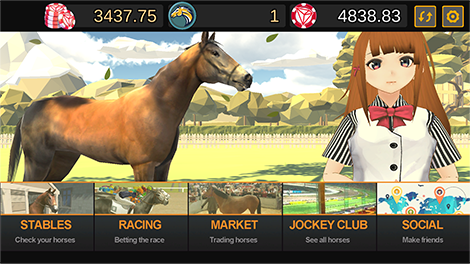 3437.75
1
4838.83
STABLES
Check your horses
RACING
Betting the race
MARKET
Trading horses
JOCKEY CLUB
See all horses
SOCIAL
Make friends